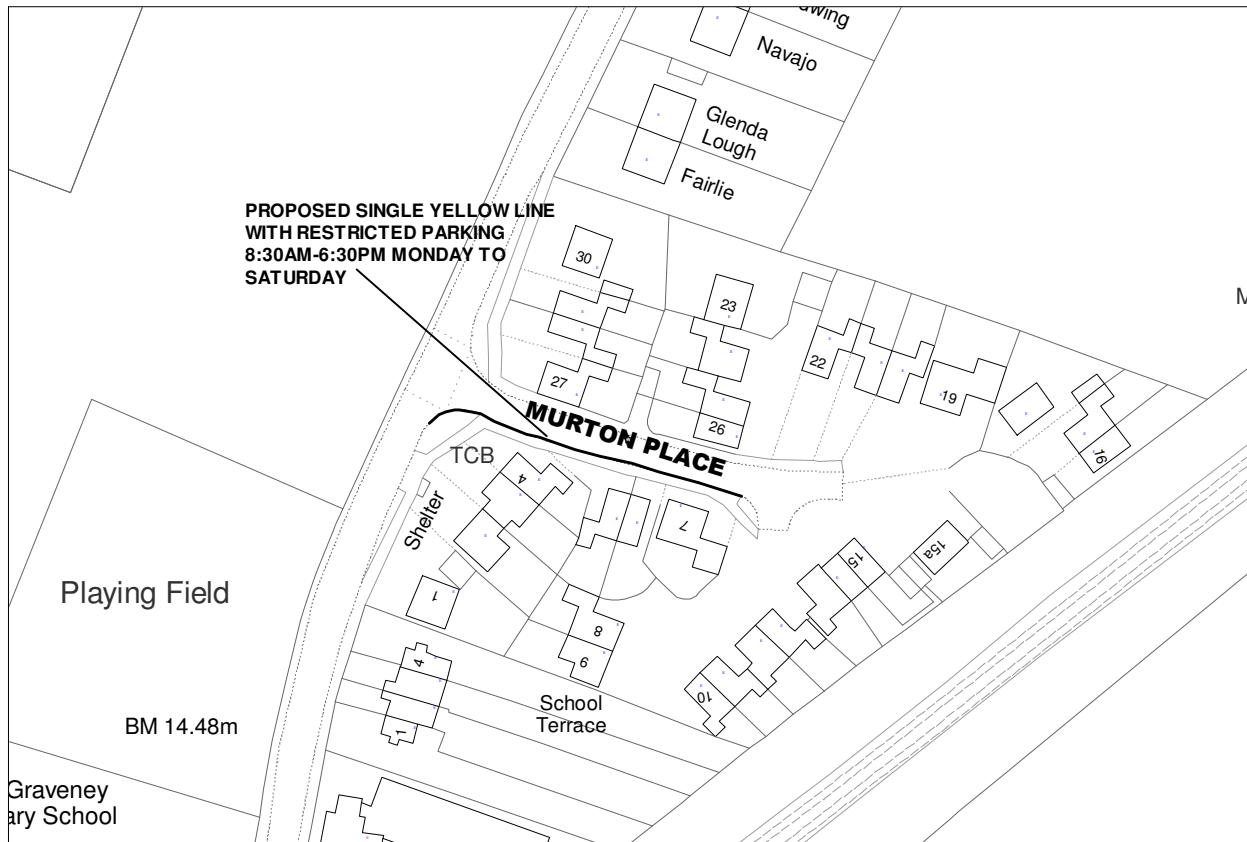 Navajo
Glenda
Lough
Fairlie
PROPOSED SINGLE YELLOW LINE
WITH RESTRICTED PARKING
8:30AM-6:30PM MONDAY TO
SATURDAY
30
23
22
19
27
26
16
MURTON PLACE
TCB
4
Shelter
7
15
15a
Playing Field
1
8
9
4
10
1
School
Terrace
BM 14.48m
Graveney
ary School